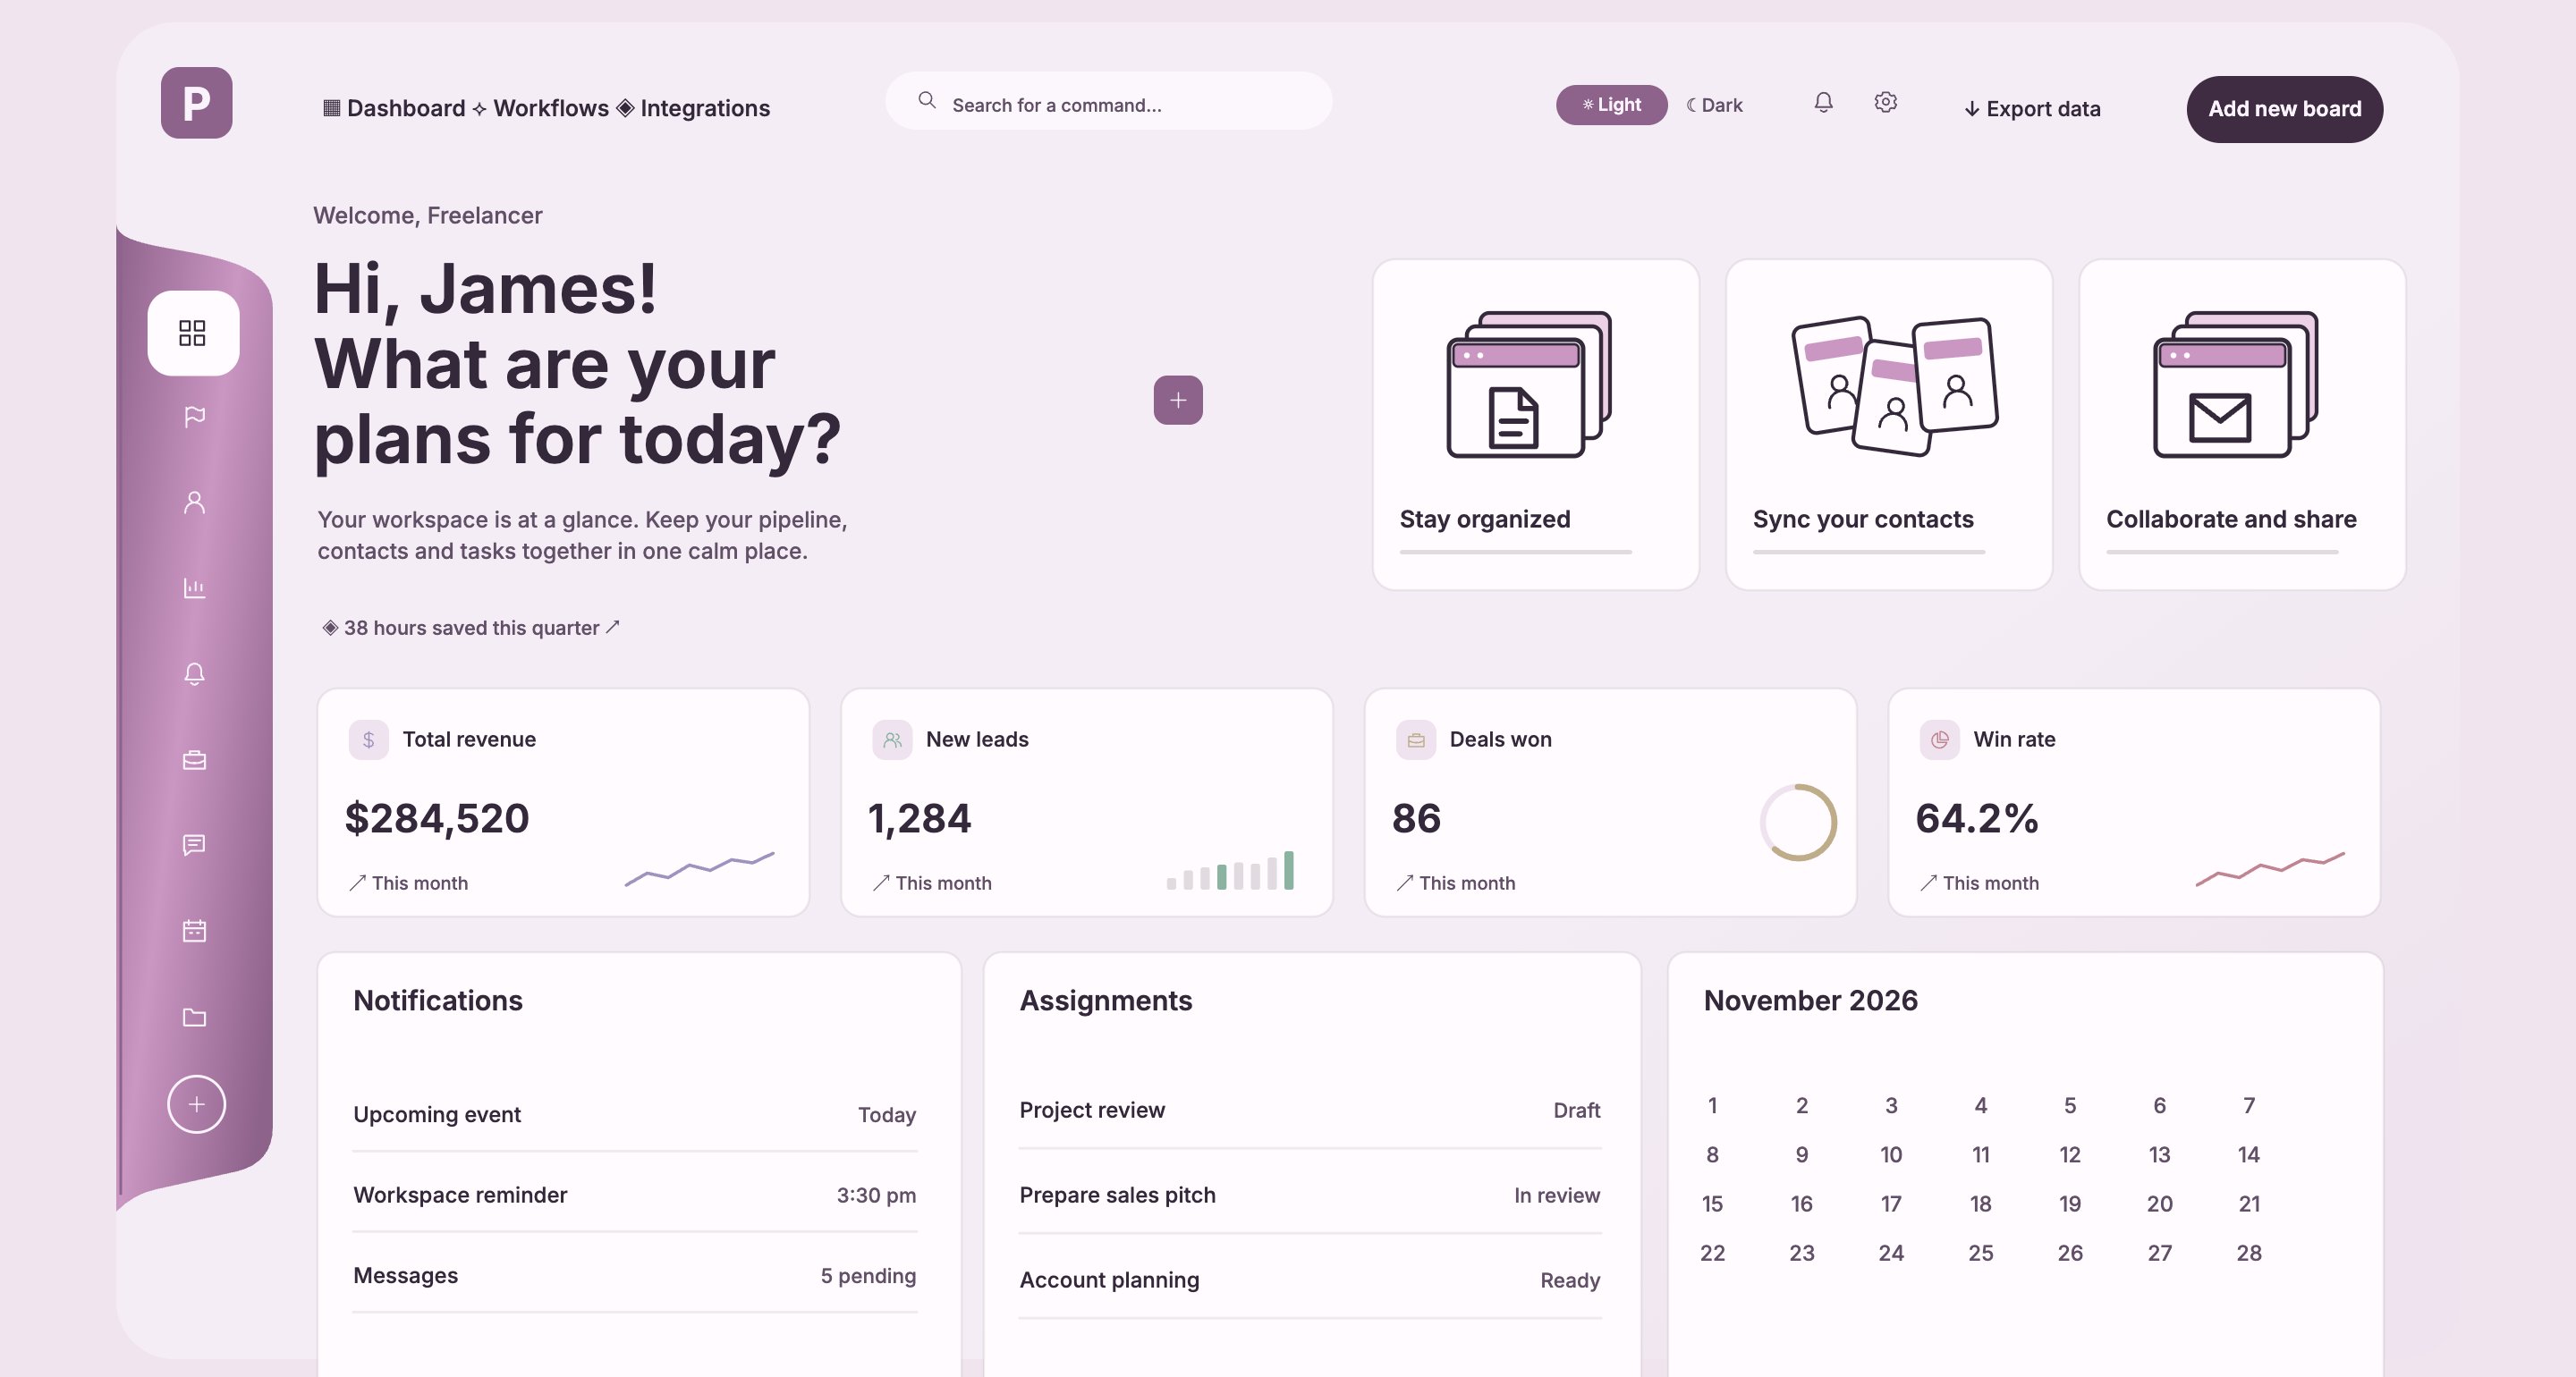 P
Dashboard Workflows Integrations
Search for a command...
Light
Dark
Export data
Add new board
Welcome, Freelancer
Hi, James!
What are your
plans for today?
Your workspace is at a glance. Keep your pipeline,
contacts and tasks together in one calm place.
38 hours saved this quarter ↗
Stay organized
Sync your contacts
Collaborate and share
$ Total revenue
$284,520
↗ This month
New leads
1,284
↗ This month
Deals won
86
↗ This month
Win rate
64.2%
↗ This month
Notifications
Upcoming event Today
Workspace reminder 3:30 pm
Messages 5 pending
Assignments
Project review Draft
Prepare sales pitch In review
Account planning Ready
November 2026
1 2 3 4 5 6 7
8 9 10 11 12 13 14
15 16 17 18 19 20 21
22 23 24 25 26 27 28